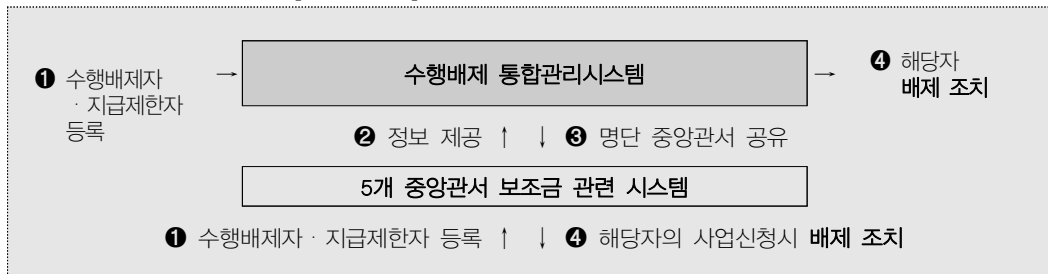 ❶ 수행배제자
· 지급제한자
등록
→
수행배제 통합관리시스템
→
❹ 해당자
배제 조치
❷ 정보 제공 ↑ ↓ ❸ 명단 중앙관서 공유
5개 중앙관서 보조금 관련 시스템
❶ 수행배제자 · 지급제한자 등록 ↑ ↓ ❹ 해당자의 사업신청시 배제 조치